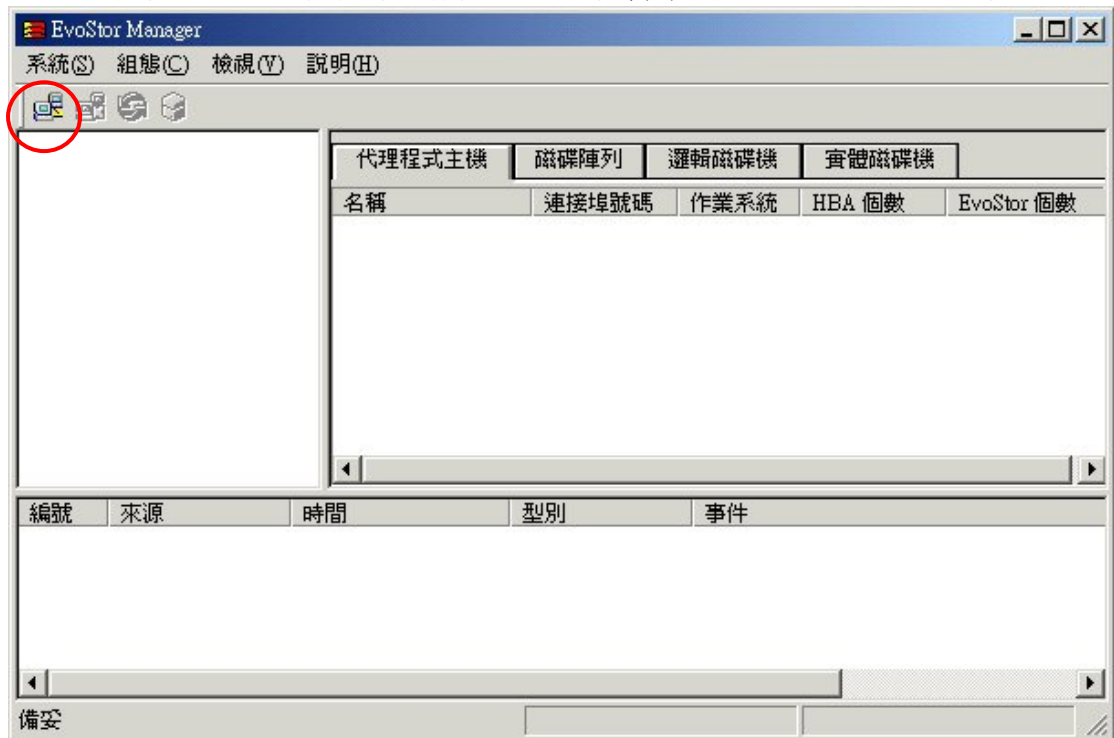 EvoStor Manager
系統(S) 組態(C) 檢視(V) 説明(H)
代理程式主機 磁碟陣列 邏輯磁碟機 實體磁碟機
名稱 連接埠號碼 作業系統 HBA 個數 EvoStor 個數
編號 來源 時間 型別 事件
備妥